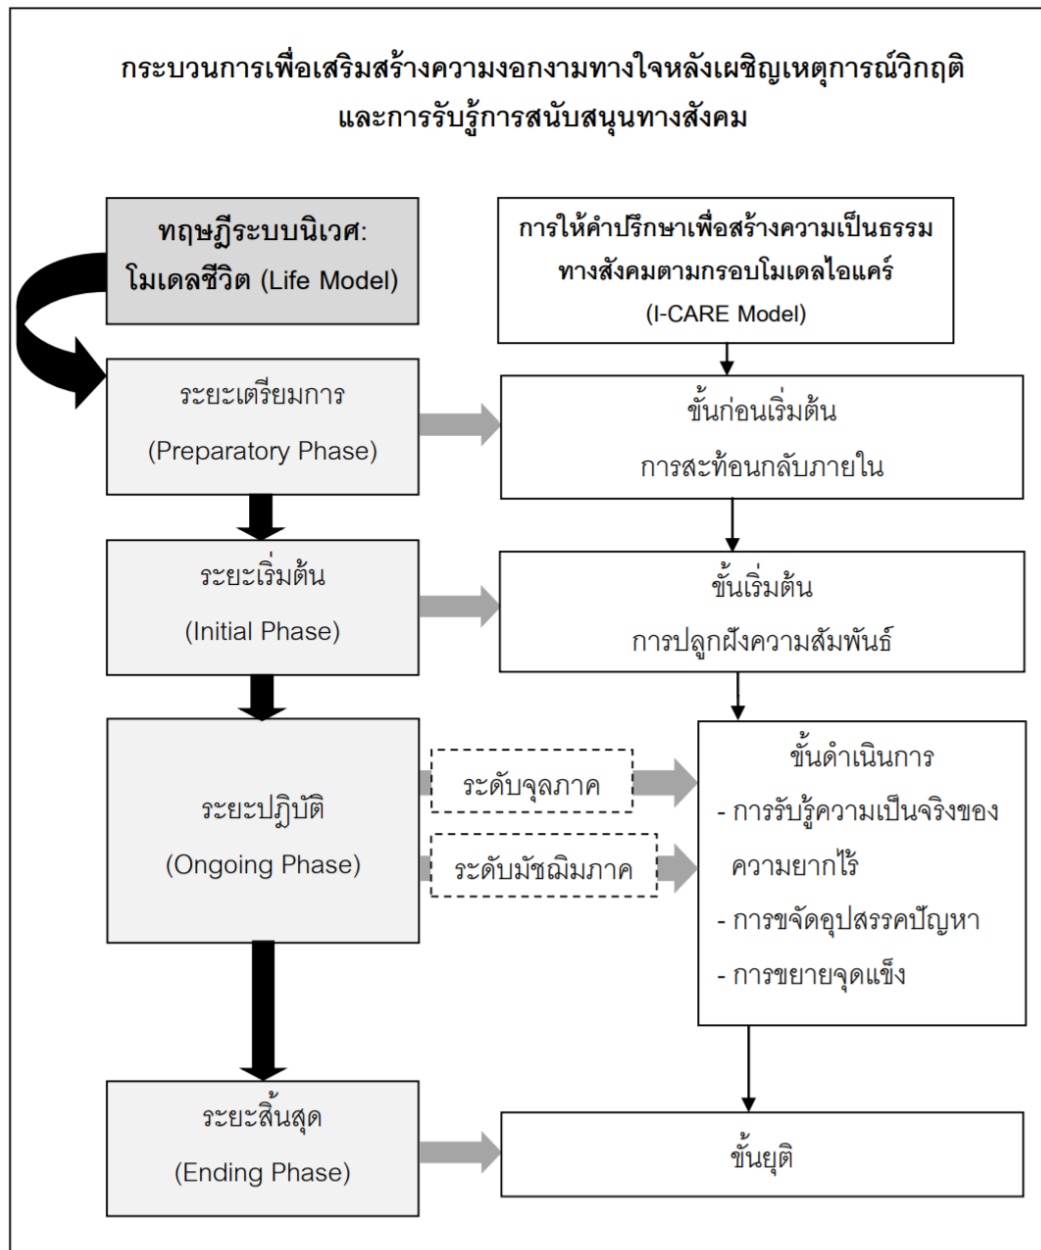 กระบวนการเพื่อเสริมสร้างความงอกงามทางใจหลังเผชิญเหตุการณ์วิกฤติ
และการรับรู้การสนับสนุนทางสังคม
ทฤษฎีระบบนิเวศ:
โมเดลชีวิต (Life Model)
การให้คำปรึกษาเพื่อสร้างความเป็นธรรม
ทางสังคมตามกรอบโมเดลไอแคร์
(I-CARE Model)
ระยะเตรียมการ
(Preparatory Phase)
ขั้นก่อนเริ่มต้น
การสะท้อนกลับภายใน
ระยะเริ่มต้น
(Initial Phase)
ขั้นเริ่มต้น
การปลูกฝังความสัมพันธ์
ระยะปฏิบัติ
(Ongoing Phase)
ระดับจุลภาค
ระดับมัชฌิมภาค
ขั้นดำเนินการ
- การรับรู้ความเป็นจริงของ
ความยากไร้
- การขจัดอุปสรรคปัญหา
- การขยายจุดแข็ง
ระยะสิ้นสุด
(Ending Phase)
ขั้นยุติ